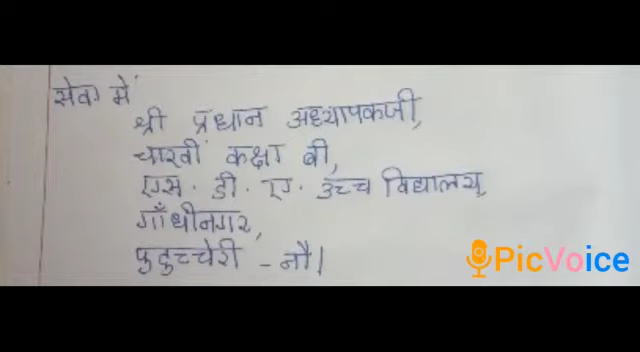 सेवा में
श्री प्रधान अध्यापकजी,
चारवीं कक्षा बी,
एस. डी. ए. उच्च विद्यालय,
गाँधीनगर,
पुदुच्चेरी - नौ।
PicVoice